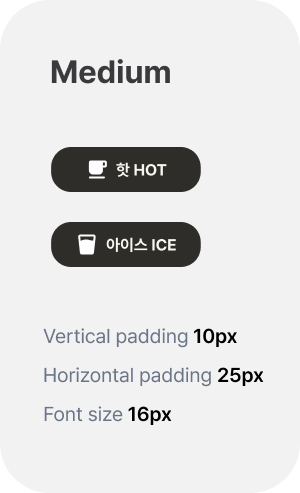 Medium
핫 HOT
아이스 ICE
Vertical padding 10px
Horizontal padding 25px
Font size 16px